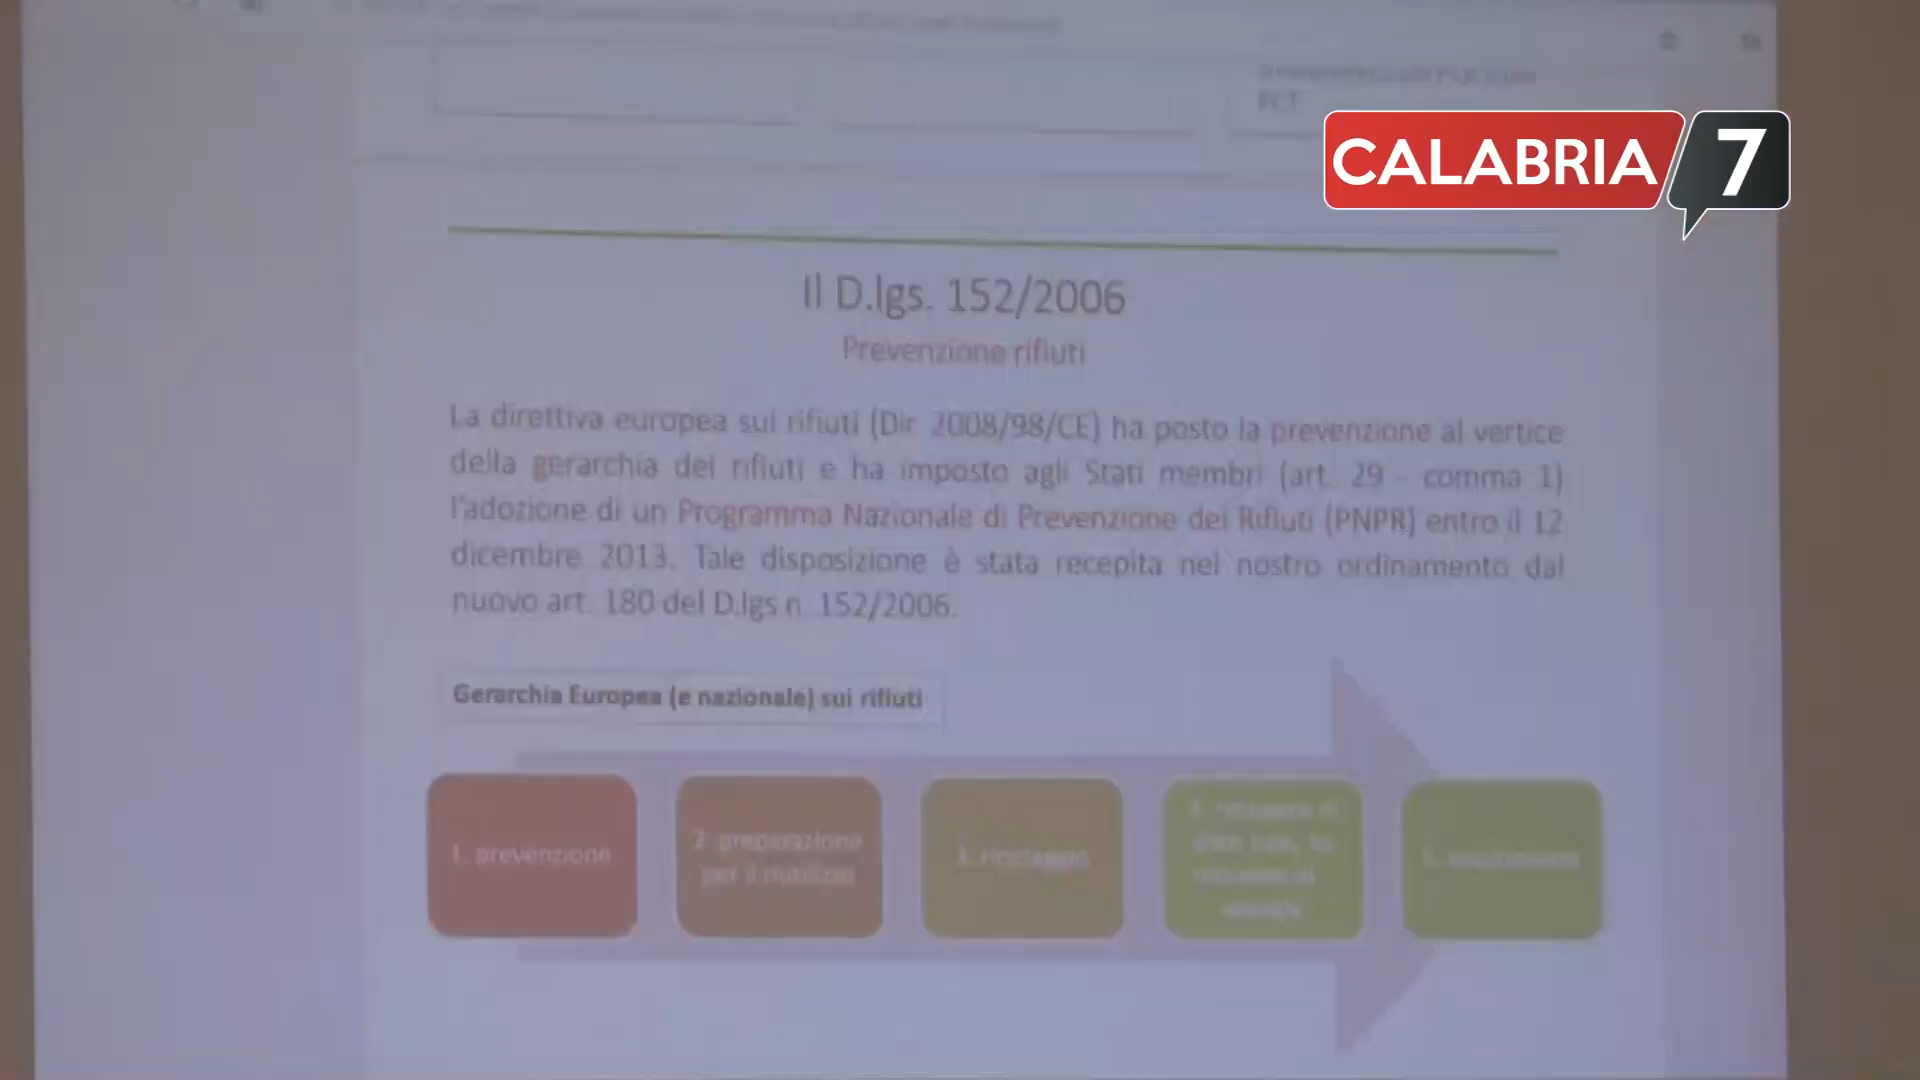 PCT
CALABRIA 7
Il D.lgs. 152/2006
Prevenzione rifiuti
La direttiva europea sui rifiuti (Dir. 2008/98/CE) ha posto la prevenzione al vertice
della gerarchia dei rifiuti e ha imposto agli Stati membri (art. 29 - comma 1)
l'adozione di un Programma Nazionale di Prevenzione dei Rifiuti (PNPR) entro il 12
dicembre 2013. Tale disposizione è stata recepita nel nostro ordinamento dal
nuovo art. 180 del D.lgs n. 152/2006.
Gerarchia Europea (e nazionale) sui rifiuti
1. prevenzione
2. preparazione
per il riutilizzo
3. riciclaggio